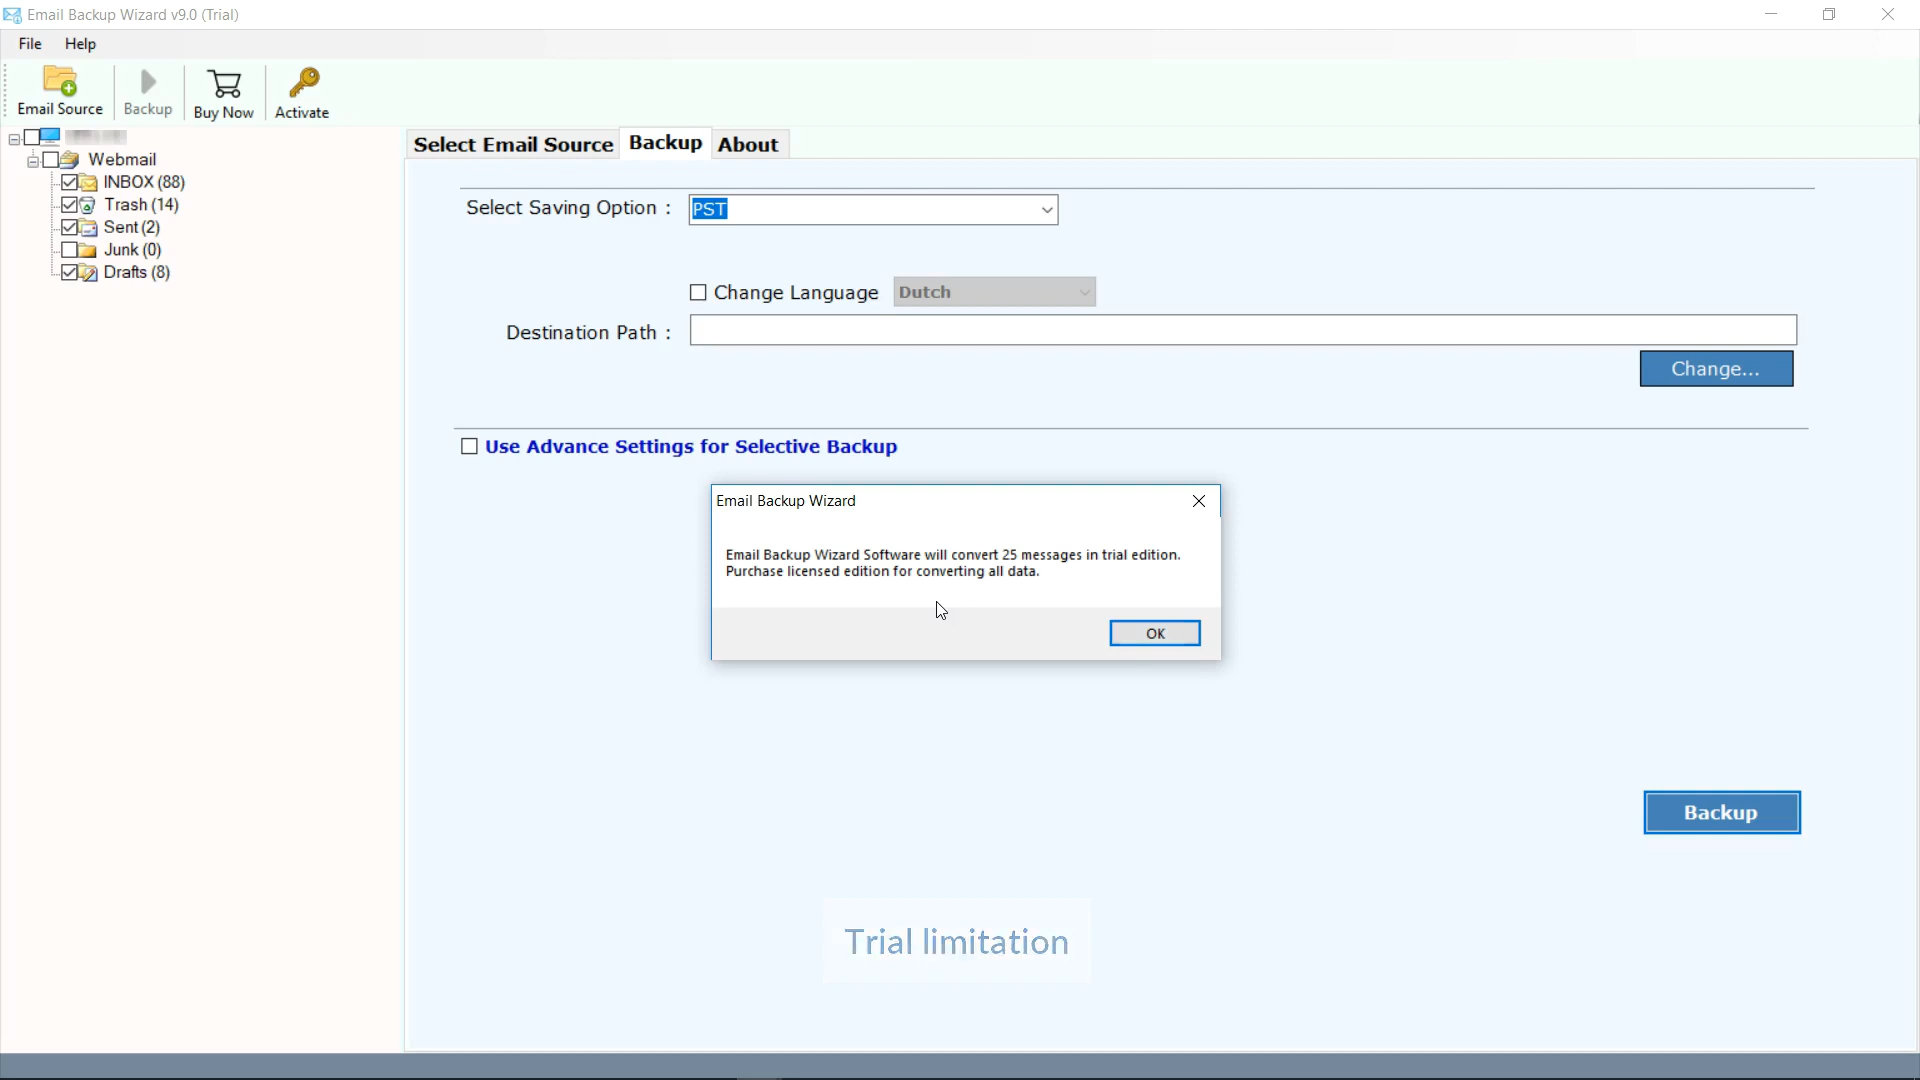 Email Backup Wizard v9.0 (Trial)
File Help
Email Source Backup Buy Now Activate
Webmail
INBOX (88)
Trash (14)
Sent (2)
Junk (0)
Drafts (8)
Select Email Source Backup About
Select Saving Option : PST
Change Language Dutch
Destination Path :
Change...
Use Advance Settings for Selective Backup
Email Backup Wizard
Email Backup Wizard Software will convert 25 messages in trial edition.
Purchase licensed edition for converting all data.
OK
Backup
Trial limitation